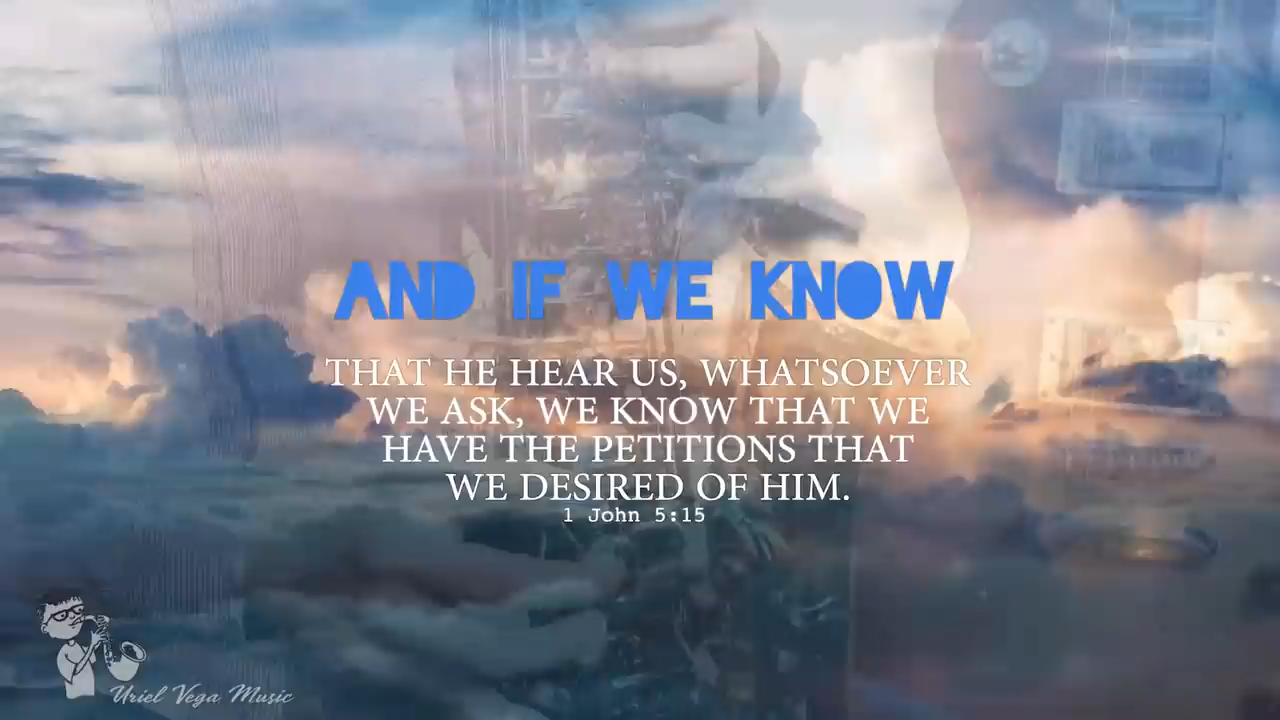 AND IF WE KNOW
THAT HE HEAR US, WHATSOEVER
WE ASK, WE KNOW THAT WE
HAVE THE PETITIONS THAT
WE DESIRED OF HIM.
1 John 5:15
Uriel Vega Music